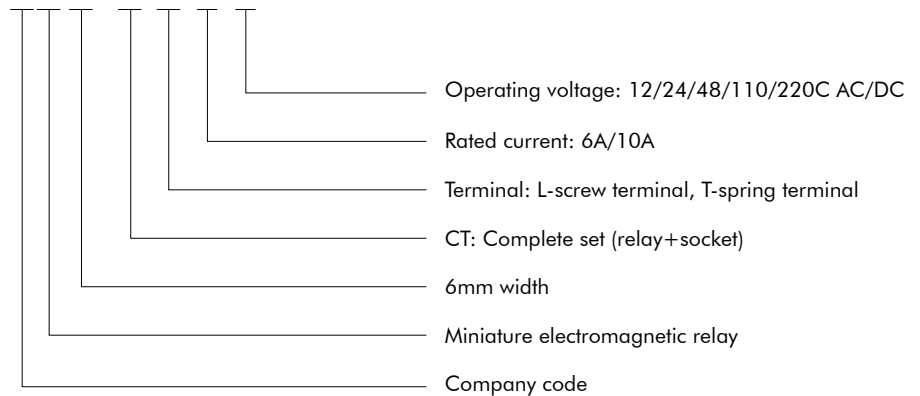 Operating voltage: 12/24/48/110/220C AC/DC
Rated current: 6A/10A
Terminal: L-screw terminal, T-spring terminal
CT: Complete set (relay+socket)
6mm width
Miniature electromagnetic relay
Company code